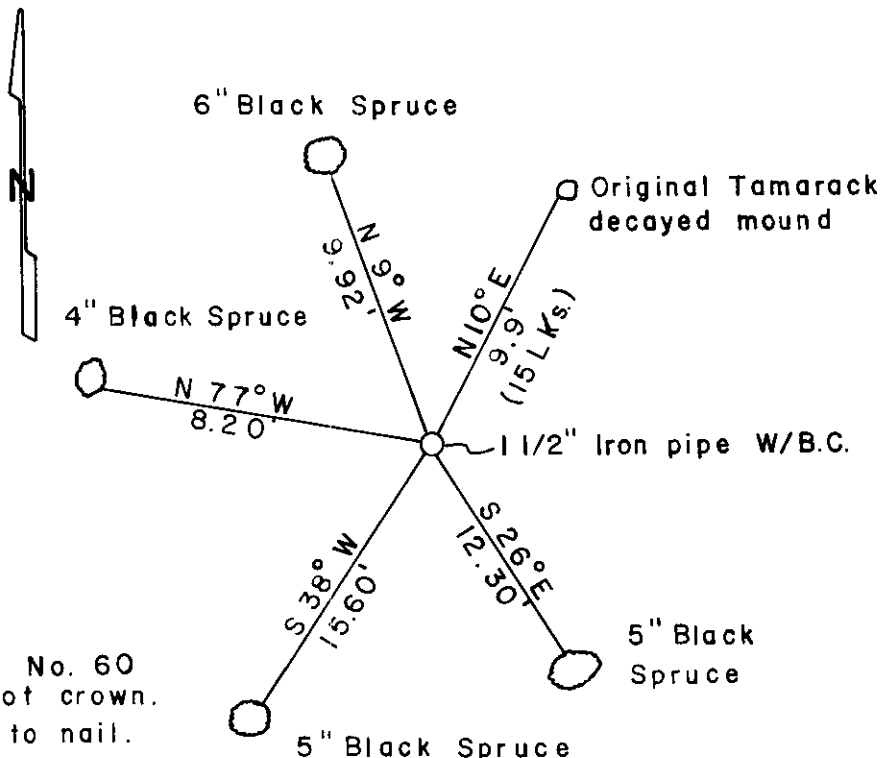 6" Black Spruce
N
Original Tamarack
decayed mound
N 9° W
9.92'
N10°E
9.9'
(15 LKs.)
4" Black Spruce
N 77° W
8.20'
1 1/2" Iron pipe W/B.C.
S 38° W
15.60'
S 26° E
12.30'
5" Black
Spruce
No. 60
ot crown.
to nail.
5" Black Spruce